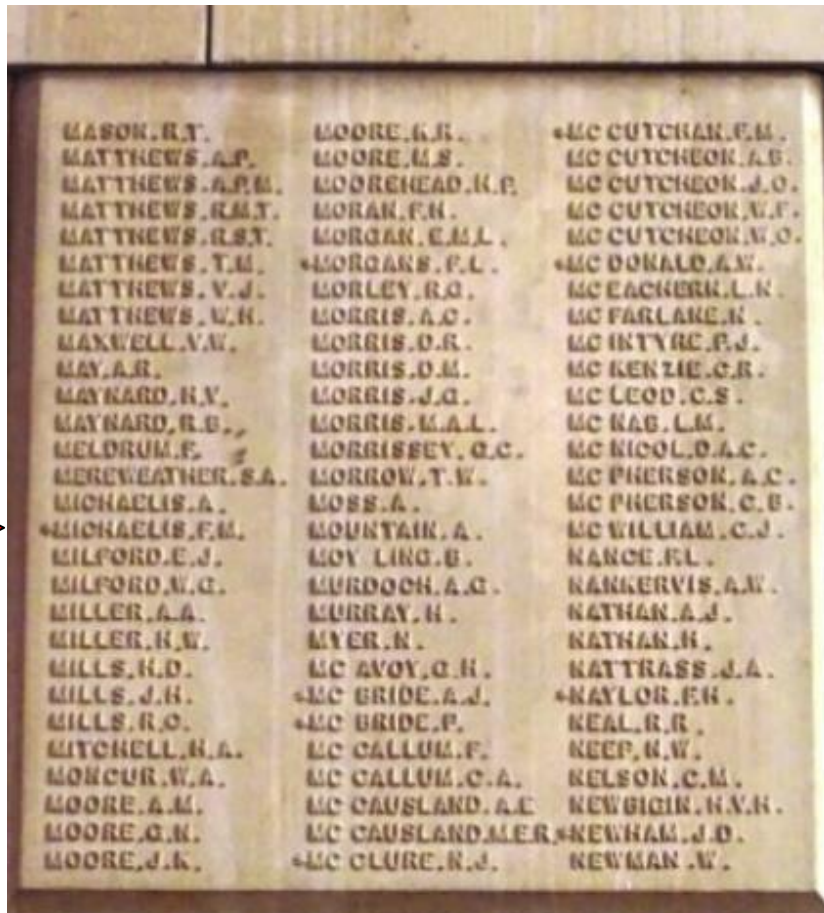 MASON.R.T.
MATTHEWS.A.P.
MATTHEWS.A.P.M.
MATTHEWS.R.M.T.
MATTHEWS.R.S.T.
MATTHEWS.T.M.
MATTHEWS.V.J.
MATTHEWS.W.H.
MAXWELL.V.W.
MAY.A.R.
MAYNARD.H.V.
MAYNARD.R.B.
MELDRUM.F.
MEREWEATHER.S.A.
MICHAELIS.A.
MICHAELIS.F.M.
MILFORD.E.J.
MILFORD.W.G.
MILLER.A.A.
MILLER.H.W.
MILLS.H.D.
MILLS.J.H.
MILLS.R.O.
MITCHELL.H.A.
MONCUR.W.A.
MOORE.A.M.
MOORE.G.N.
MOORE.J.K.
MOORE.K.R.
MOORE.M.S.
MOOREHEAD.H.P.
MORAN.F.H.
MORGAN.E.M.L.
MORGANS.F.L.
MORLEY.R.G.
MORRIS.A.C.
MORRIS.D.R.
MORRIS.D.M.
MORRIS.J.G.
MORRIS.M.A.L.
MORRISSEY.G.C.
MORROW.T.W.
MOSS.A.
MOUNTAIN.A.
MOY LING.B.
MURDOCH.A.G.
MURRAY.H.
MYER.N.
MC AVOY.G.H.
MC BRIDE.A.J.
MC BRIDE.P.
MC CALLUM.F.
MC CALLUM.C.A.
MC CAUSLAND.A.E
MC CAUSLAND.M.E.R.
MC CLURE.N.J.
MC CUTCHAN.F.M.
MC CUTCHEON.A.B.
MC CUTCHEON.J.O.
MC CUTCHEON.W.F.
MC CUTCHEON.W.O.
MC DONALD.A.W.
MC EACHERN.L.N.
MC FARLANE.N.
MC INTYRE.P.J.
MC KENZIE.C.R.
MC LEOD.C.S.
MC NAB.L.M.
MC NICOL.D.A.C.
MC PHERSON.A.C.
MC PHERSON.C.B.
MC WILLIAM.C.J.
NANCE.F.L.
NANKERVIS.A.W.
NATHAN.A.J.
NATHAN.H.
NATTRASS.J.A.
NAYLOR.F.H.
NEAL.R.R.
NEEP.N.W.
NELSON.C.M.
NEWBIGIN.H.V.H.
NEWHAM.J.D.
NEWMAN.W.